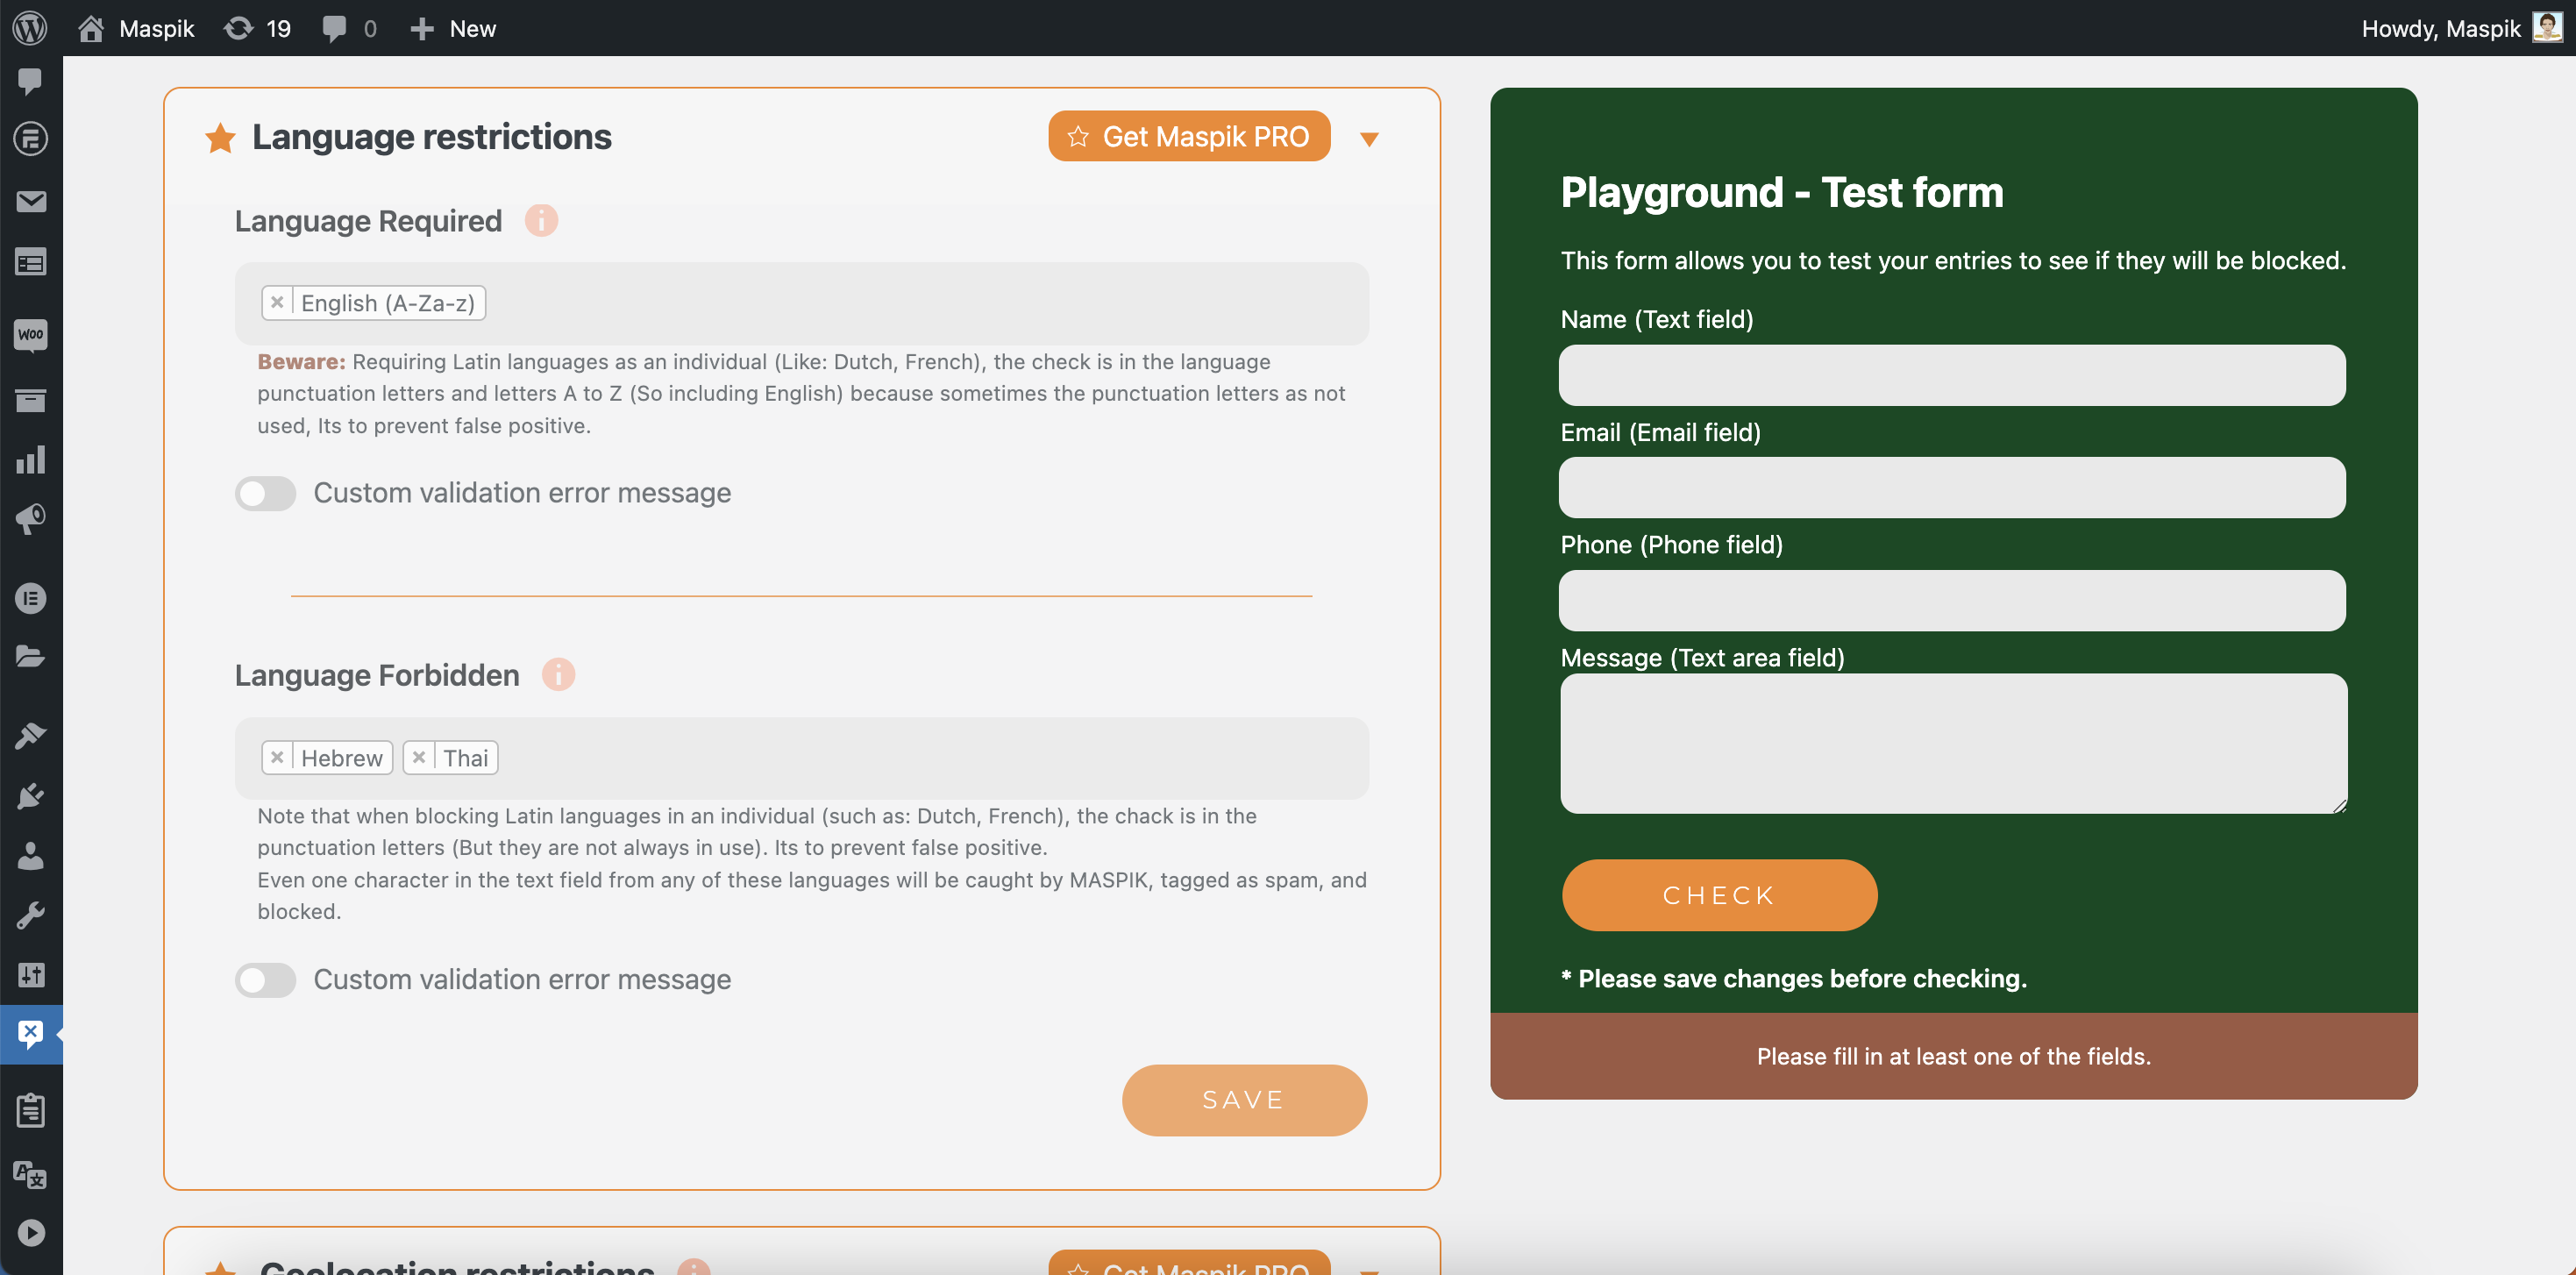 Maspik
19
0
New
Howdy, Maspik
Language restrictions
Get Maspik PRO
Language Required
i
× English (A-Za-z)
Beware: Requiring Latin languages as an individual (Like: Dutch, French), the check is in the language
punctuation letters and letters A to Z (So including English) because sometimes the punctuation letters as not
used, Its to prevent false positive.
Custom validation error message
Language Forbidden
i
× Hebrew × Thai
Note that when blocking Latin languages in an individual (such as: Dutch, French), the chack is in the
punctuation letters (But they are not always in use). Its to prevent false positive.
Even one character in the text field from any of these languages will be caught by MASPIK, tagged as spam, and
blocked.
Custom validation error message
SAVE
Geolocation restrictions
Get Maspik PRO
Playground - Test form
This form allows you to test your entries to see if they will be blocked.
Name (Text field)
Email (Email field)
Phone (Phone field)
Message (Text area field)
CHECK
* Please save changes before checking.
Please fill in at least one of the fields.
Woo